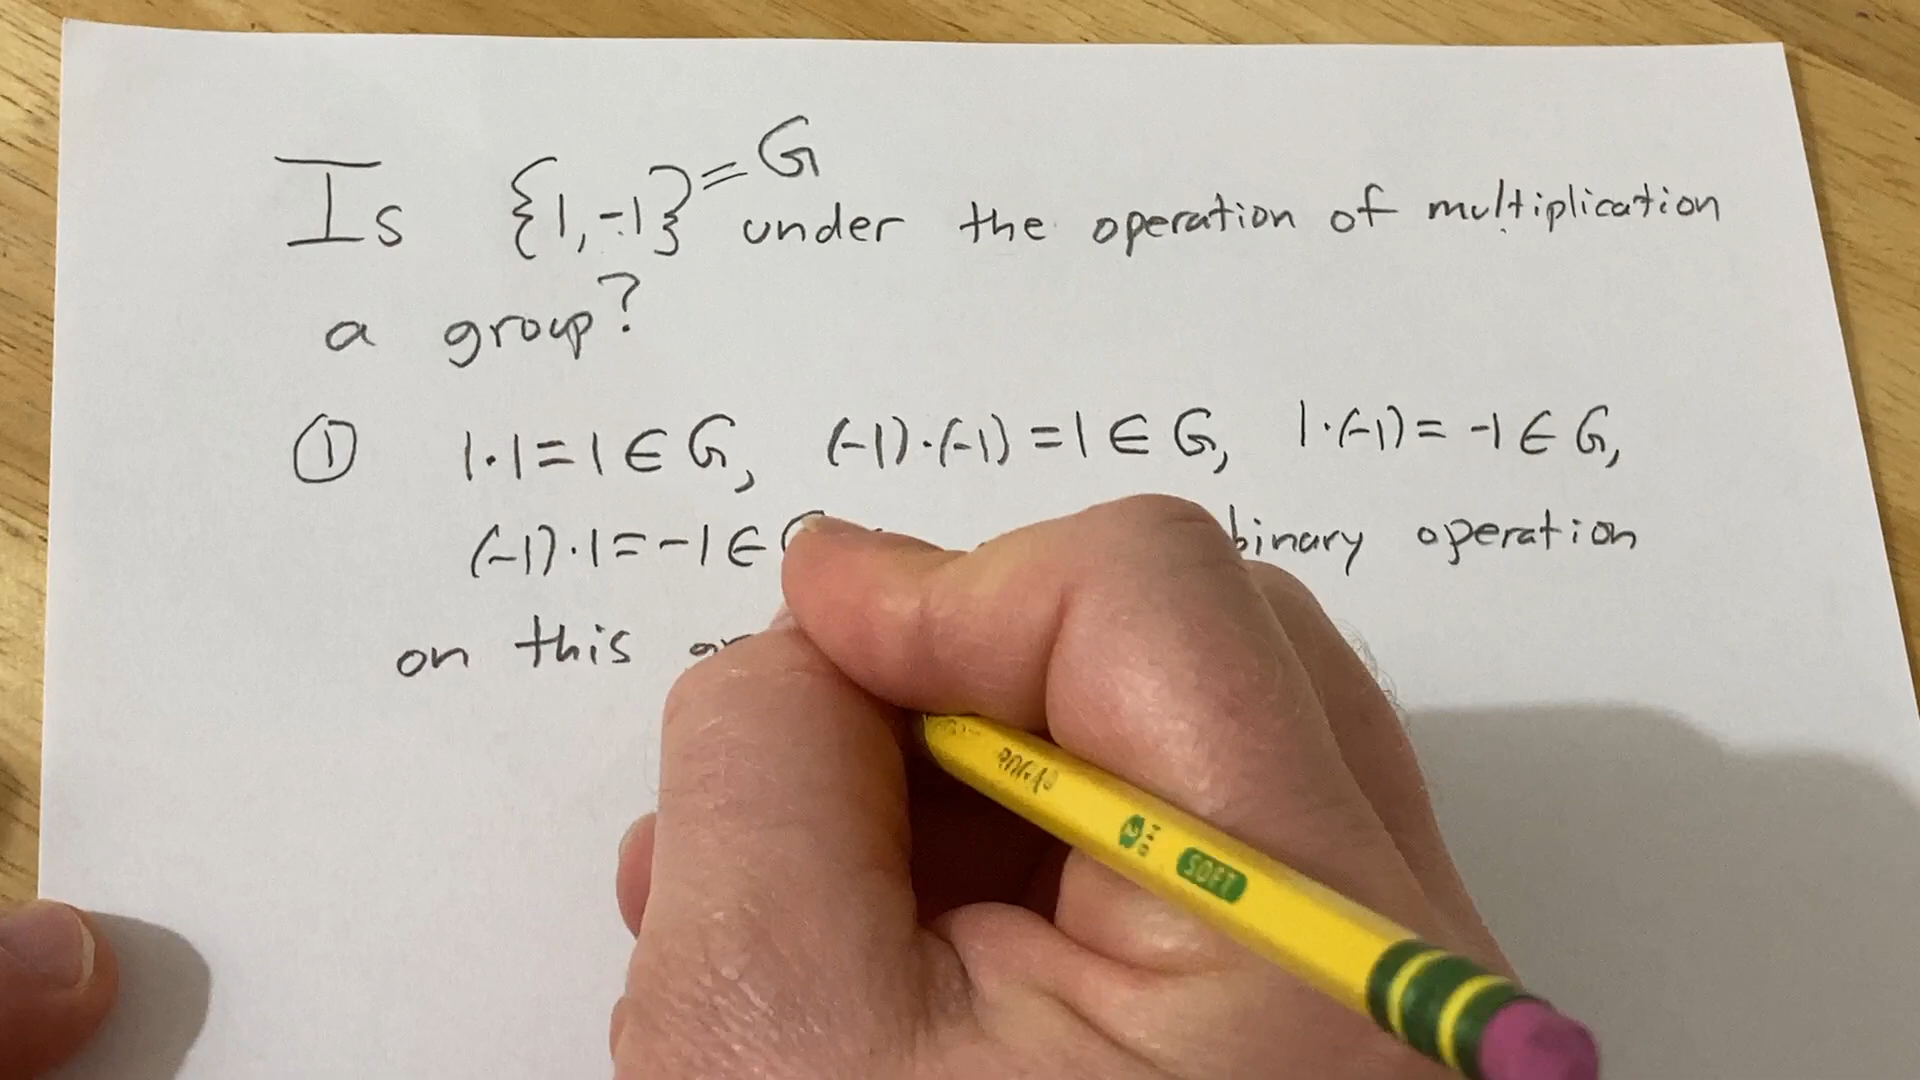 Is {1,-1} = G under the operation of multiplication
a group?
① 1·1=1∈G, (-1)·(-1)=1∈G, 1·(-1)=-1∈G,
(-1)·1=-1∈G binary operation
on this
SOFT